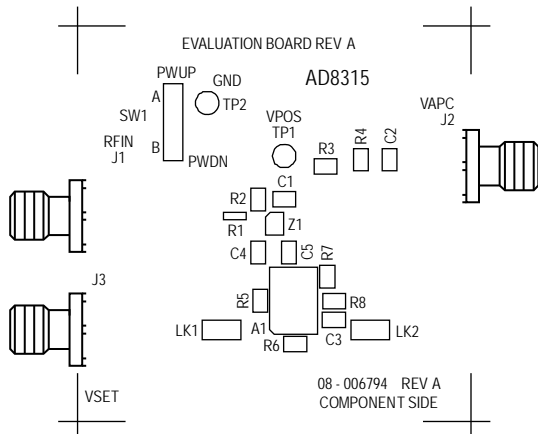 EVALUATION BOARD REV A
PWUP
GND
AD8315
A
TP2
SW1
VPOS
TP1
VAPC
J2
RFIN
J1
B
PWDN
R3
R4
C2
C1
R2
R1
Z1
C4
C5
R7
J3
R5
R8
LK1
A1
C3
LK2
R6
VSET
08 - 006794 REV A
COMPONENT SIDE